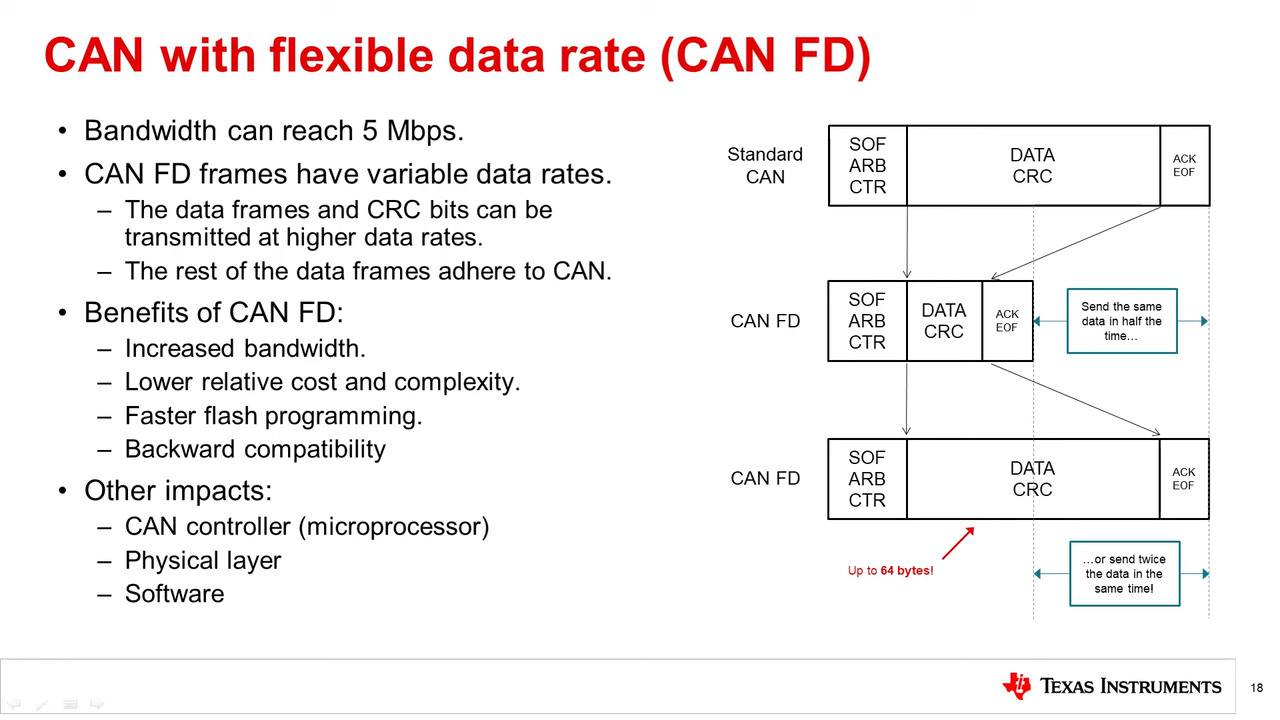 CAN with flexible data rate (CAN FD)
• Bandwidth can reach 5 Mbps.
• CAN FD frames have variable data rates.
– The data frames and CRC bits can be
transmitted at higher data rates.
– The rest of the data frames adhere to CAN.
• Benefits of CAN FD:
– Increased bandwidth.
– Lower relative cost and complexity.
– Faster flash programming.
– Backward compatibility
• Other impacts:
– CAN controller (microprocessor)
– Physical layer
– Software
Standard
CAN
SOF
ARB
CTR
DATA
CRC
ACK
EOF
CAN FD
SOF
ARB
CTR
DATA
CRC
ACK
EOF
Send the same
data in half the
time…
CAN FD
SOF
ARB
CTR
DATA
CRC
ACK
EOF
Up to 64 bytes!
…or send twice
the data in the
same time!
TEXAS INSTRUMENTS
18